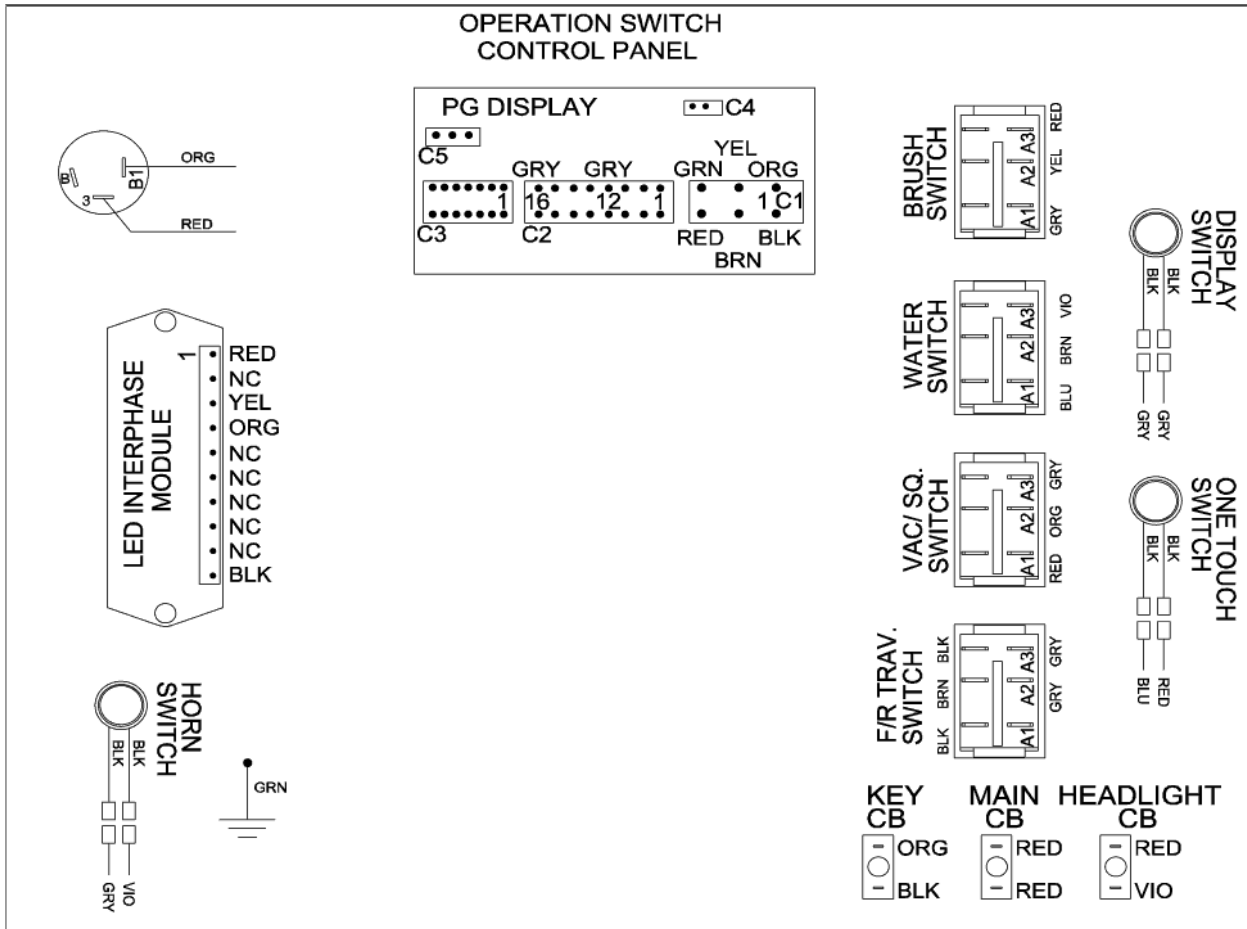 OPERATION SWITCH
CONTROL PANEL
PG DISPLAY
C4
C5
YEL
GRY GRY GRN ORG
1 16 12 1 1 C1
C3 C2 RED BLK
BRN
B
B1
3
ORG
RED
LED INTERPHASE
MODULE
1 RED
NC
YEL
ORG
NC
NC
NC
NC
NC
BLK
HORN
SWITCH
BLK BLK
GRY VIO
GRN
BRUSH
SWITCH
A3 RED
A2 YEL
A1 GRY
WATER
SWITCH
A3 VIO
A2 BRN
A1 BLU
VAC/ SQ.
SWITCH
A3 GRY
A2 ORG
A1 RED
F/R TRAV.
SWITCH
BLK A3 GRY
BRN A2 GRY
BLK A1
DISPLAY
SWITCH
BLK BLK
GRY GRY
ONE TOUCH
SWITCH
BLK BLK
BLU RED
KEY
CB
ORG
BLK
MAIN
CB
RED
RED
HEADLIGHT
CB
RED
VIO